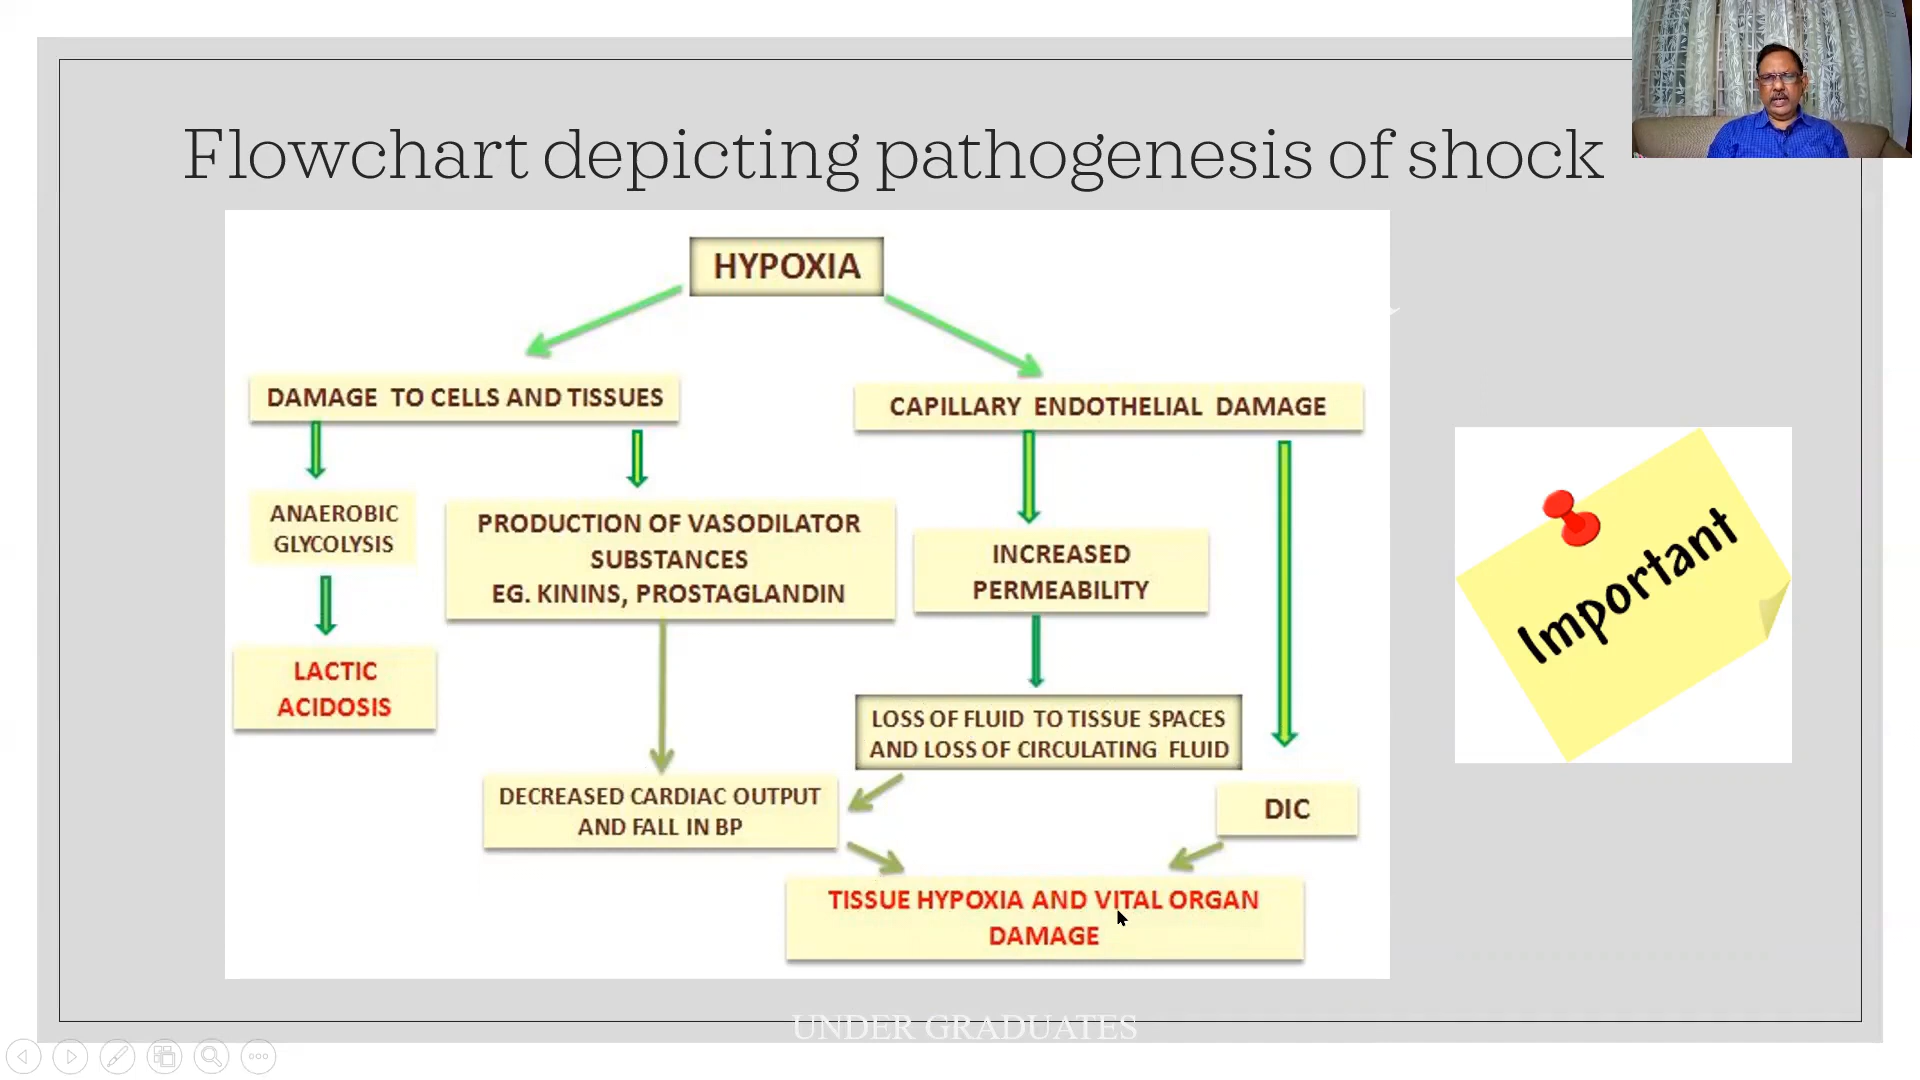 Flowchart depicting pathogenesis of shock
HYPOXIA
DAMAGE TO CELLS AND TISSUES
CAPILLARY ENDOTHELIAL DAMAGE
ANAEROBIC
GLYCOLYSIS
PRODUCTION OF VASODILATOR
SUBSTANCES
EG. KININS, PROSTAGLANDIN
INCREASED
PERMEABILITY
Important
LACTIC
ACIDOSIS
LOSS OF FLUID TO TISSUE SPACES
AND LOSS OF CIRCULATING FLUID
DECREASED CARDIAC OUTPUT
AND FALL IN BP
DIC
TISSUE HYPOXIA AND VITAL ORGAN
DAMAGE
UNDER GRADUATES